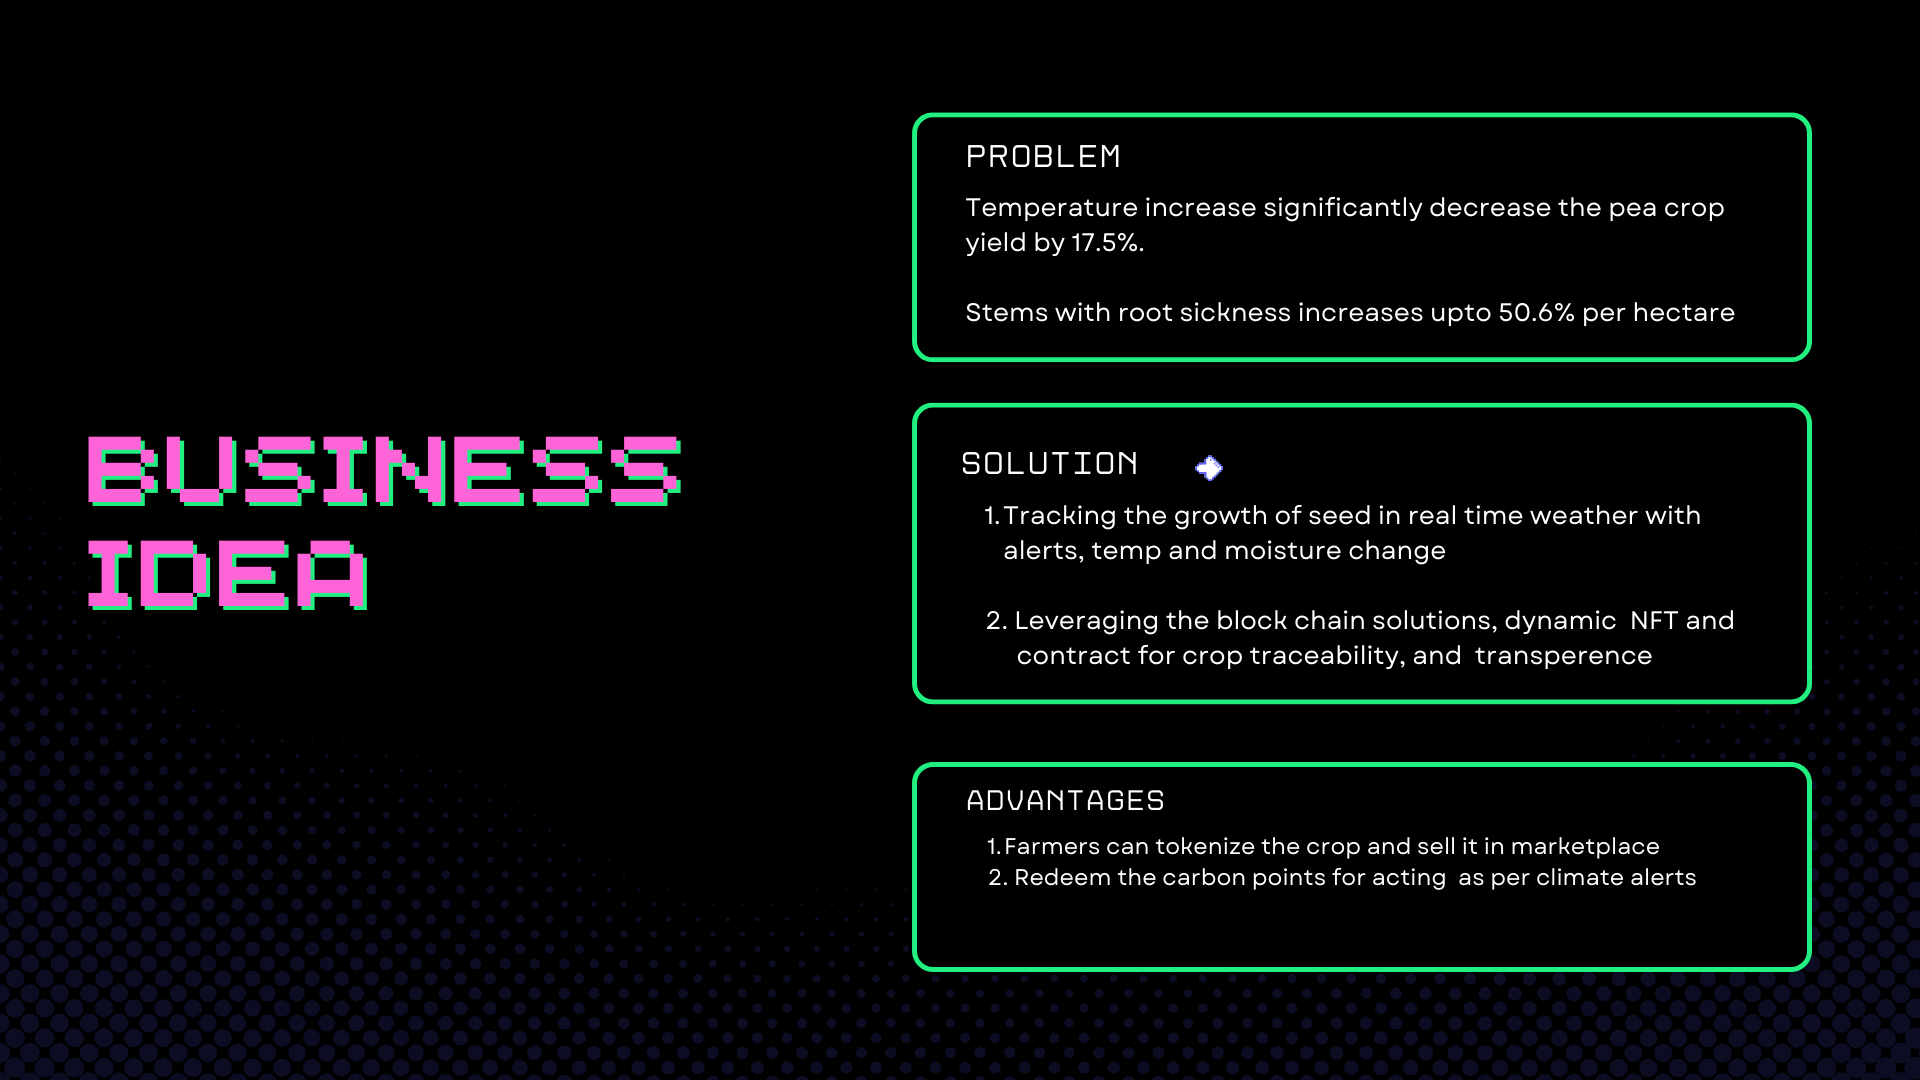 BUSINESS
IDEA
PROBLEM
Temperature increase significantly decrease the pea crop
yield by 17.5%.
Stems with root sickness increases upto 50.6% per hectare
SOLUTION
1. Tracking the growth of seed in real time weather with
alerts, temp and moisture change
2. Leveraging the block chain solutions, dynamic  NFT and
contract for crop traceability, and  transperence
ADVANTAGES
1. Farmers can tokenize the crop and sell it in marketplace
2. Redeem the carbon points for acting  as per climate alerts